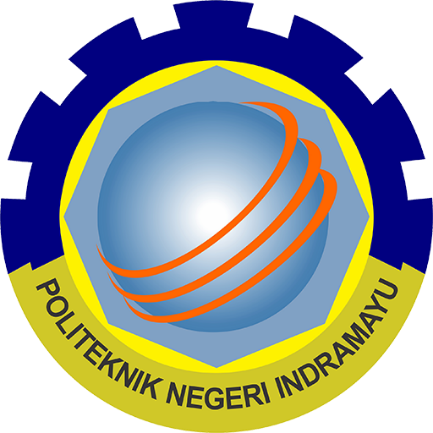 POLITEKNIK NEGERI INDRAMAYU